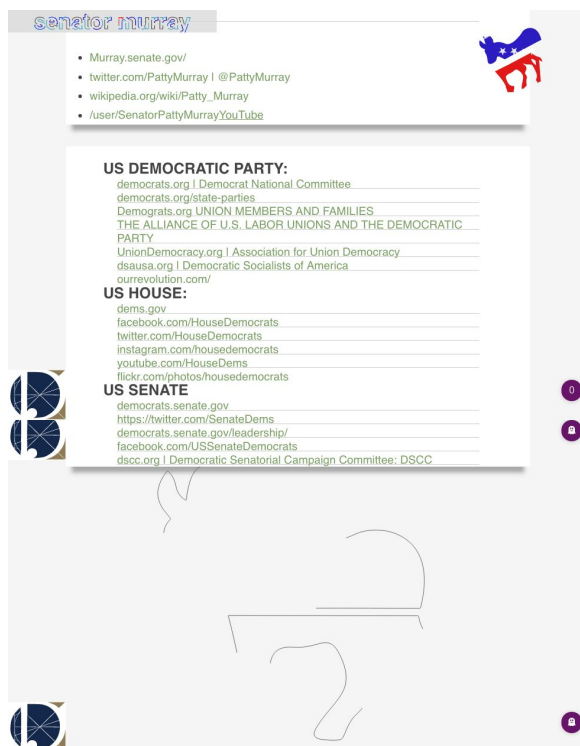 senator murray
Murray.senate.gov/
twitter.com/PattyMurray | @PattyMurray
wikipedia.org/wiki/Patty_Murray
/user/SenatorPattyMurrayYouTube
US DEMOCRATIC PARTY:
democrats.org | Democrat National Committee
democrats.org/state-parties
Demograts.org UNION MEMBERS AND FAMILIES
THE ALLIANCE OF U.S. LABOR UNIONS AND THE DEMOCRATIC
PARTY
UnionDemocracy.org | Association for Union Democracy
dsausa.org | Democratic Socialists of America
ourrevolution.com/
US HOUSE:
dems.gov
facebook.com/HouseDemocrats
twitter.com/HouseDemocrats
instagram.com/housedemocrats
youtube.com/HouseDems
flickr.com/photos/housedemocrats
US SENATE
democrats.senate.gov
https://twitter.com/SenateDems
democrats.senate.gov/leadership/
facebook.com/USSenateDemocrats
dscc.org | Democratic Senatorial Campaign Committee: DSCC
0